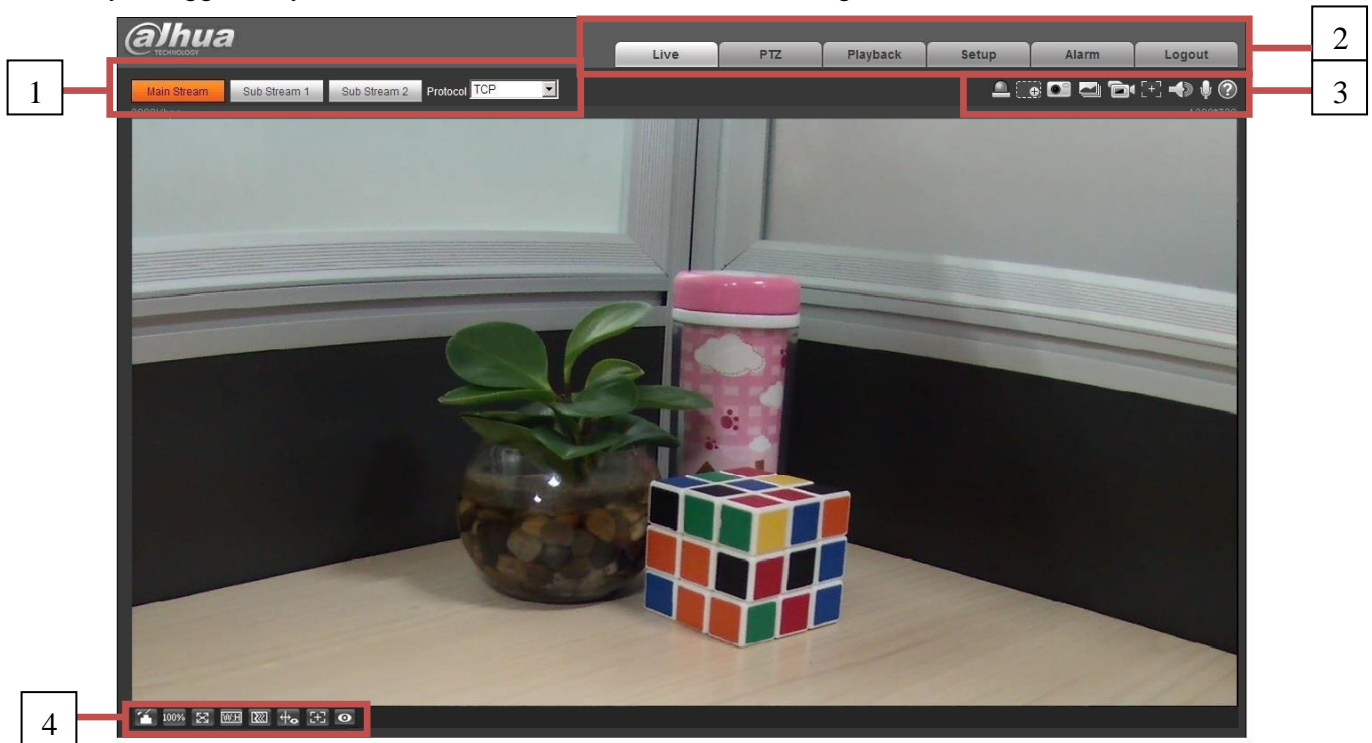 alhua
TECHNOLOGY
2
Live PTZ Playback Setup Alarm Logout
1
Main Stream Sub Stream 1 Sub Stream 2 Protocol TCP
3
100% W:H
4